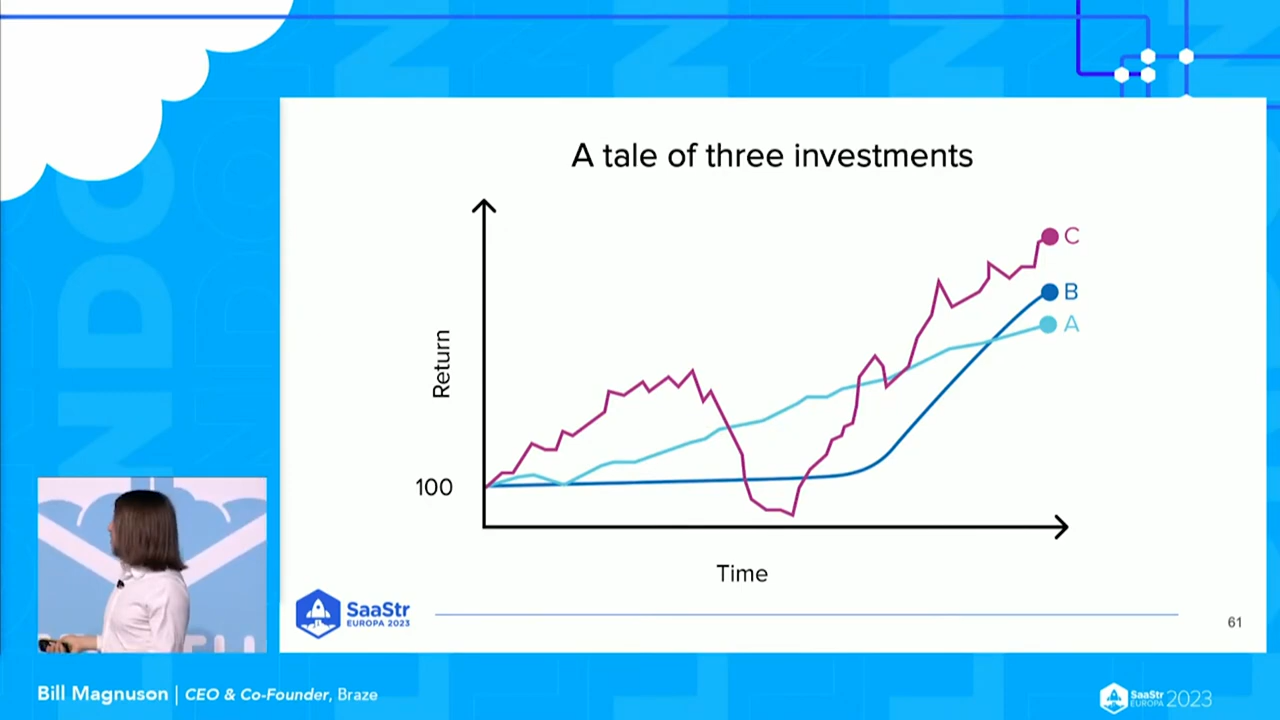 A tale of three investments
C
B
A
Return
100
Time
SaaStr
EUROPA 2023
61
Bill Magnuson | CEO & Co-Founder, Braze
SaaStr
EUROPA 2023